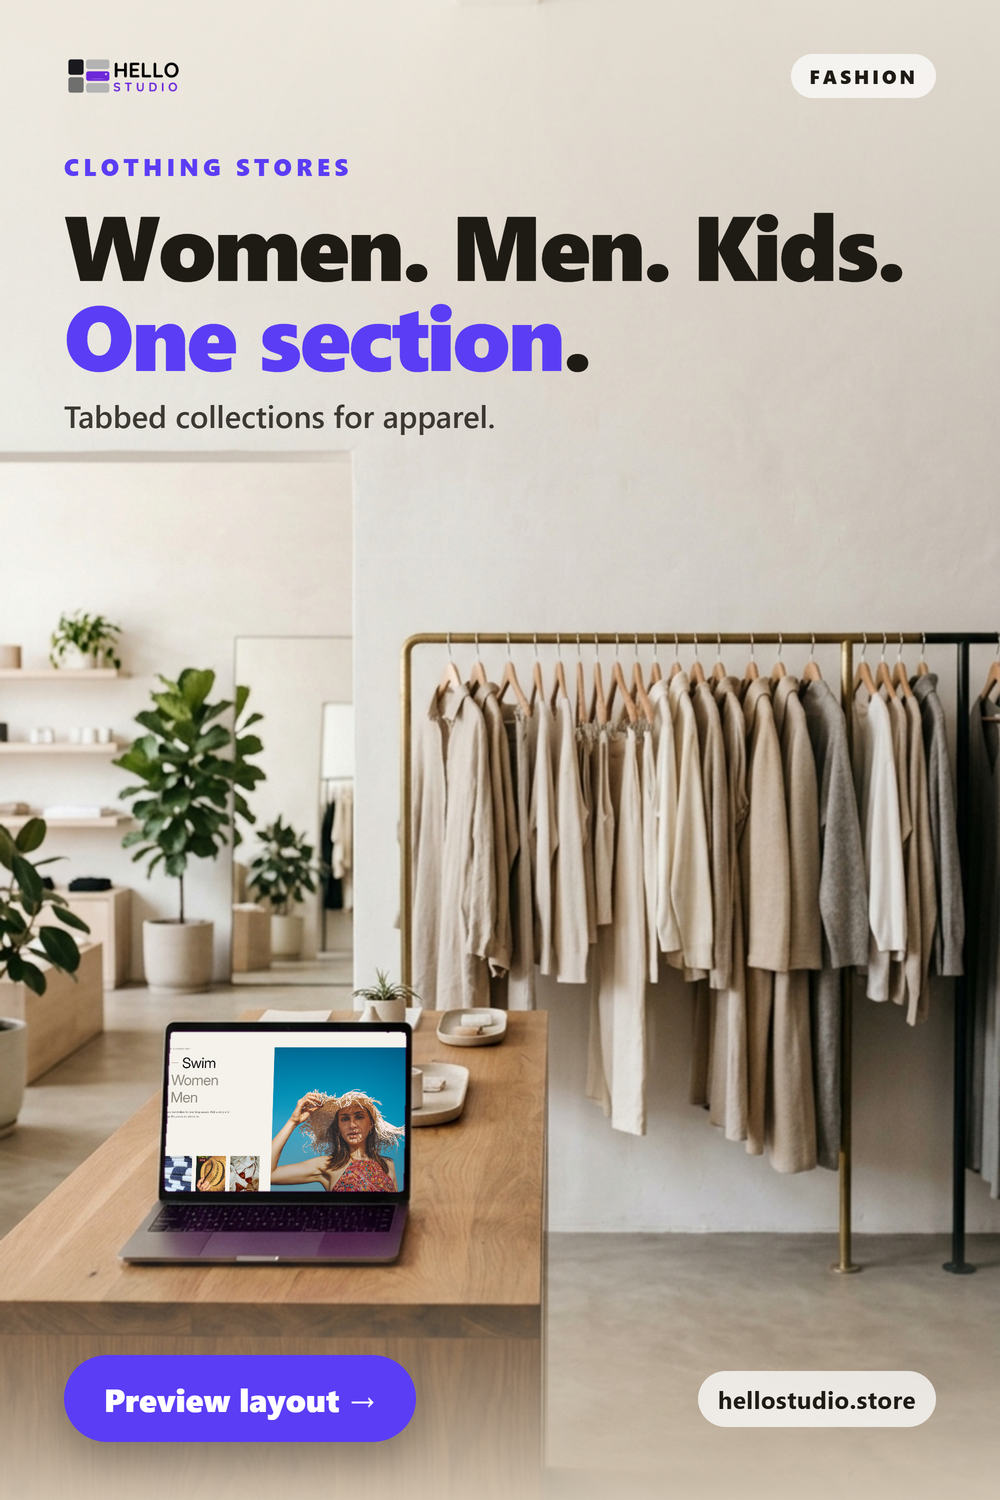 HELLO
STUDIO
FASHION
CLOTHING STORES
Women. Men. Kids.
One section.
Tabbed collections for apparel.
Swim
Women
Men
Preview layout →
hellostudio.store